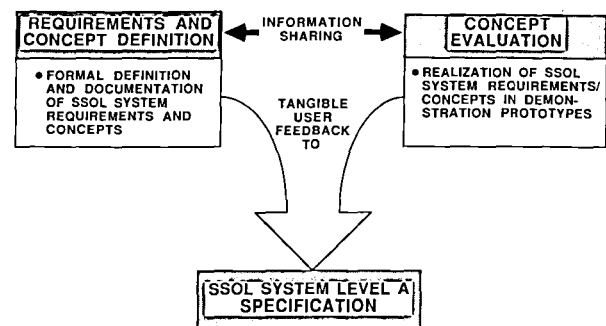 REQUIREMENTS AND
CONCEPT DEFINITION
• FORMAL DEFINITION
AND DOCUMENTATION
OF SSOL SYSTEM
REQUIREMENTS AND
CONCEPTS
INFORMATION
SHARING
CONCEPT
EVALUATION
• REALIZATION OF SSOL
SYSTEM REQUIREMENTS/
CONCEPTS IN DEMON-
STRATION PROTOTYPES
TANGIBLE
USER
FEEDBACK
TO
SSOL SYSTEM LEVEL A
SPECIFICATION